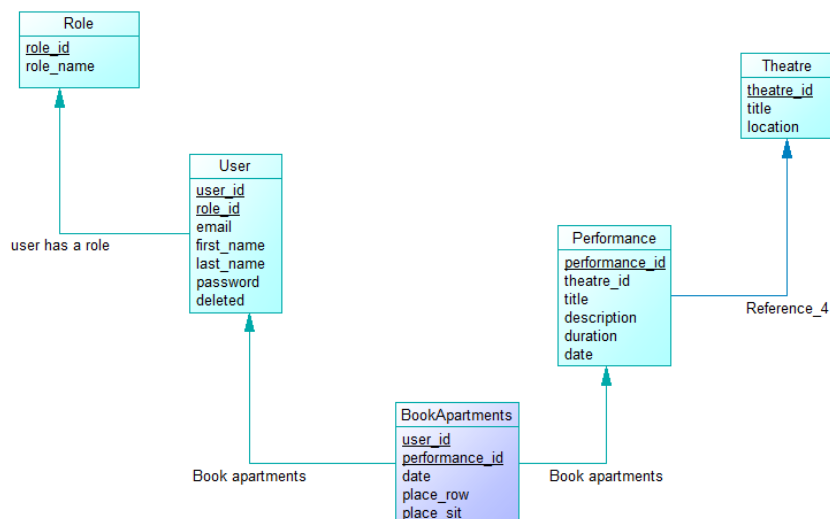 Role
role_id
role_name
Theatre
theatre_id
title
location
User
user_id
role_id
email
first_name
last_name
password
deleted
user has a role
Performance
performance_id
theatre_id
title
description
duration
date
Reference_4
BookApartments
user_id
performance_id
date
place_row
place_sit
Book apartments
Book apartments